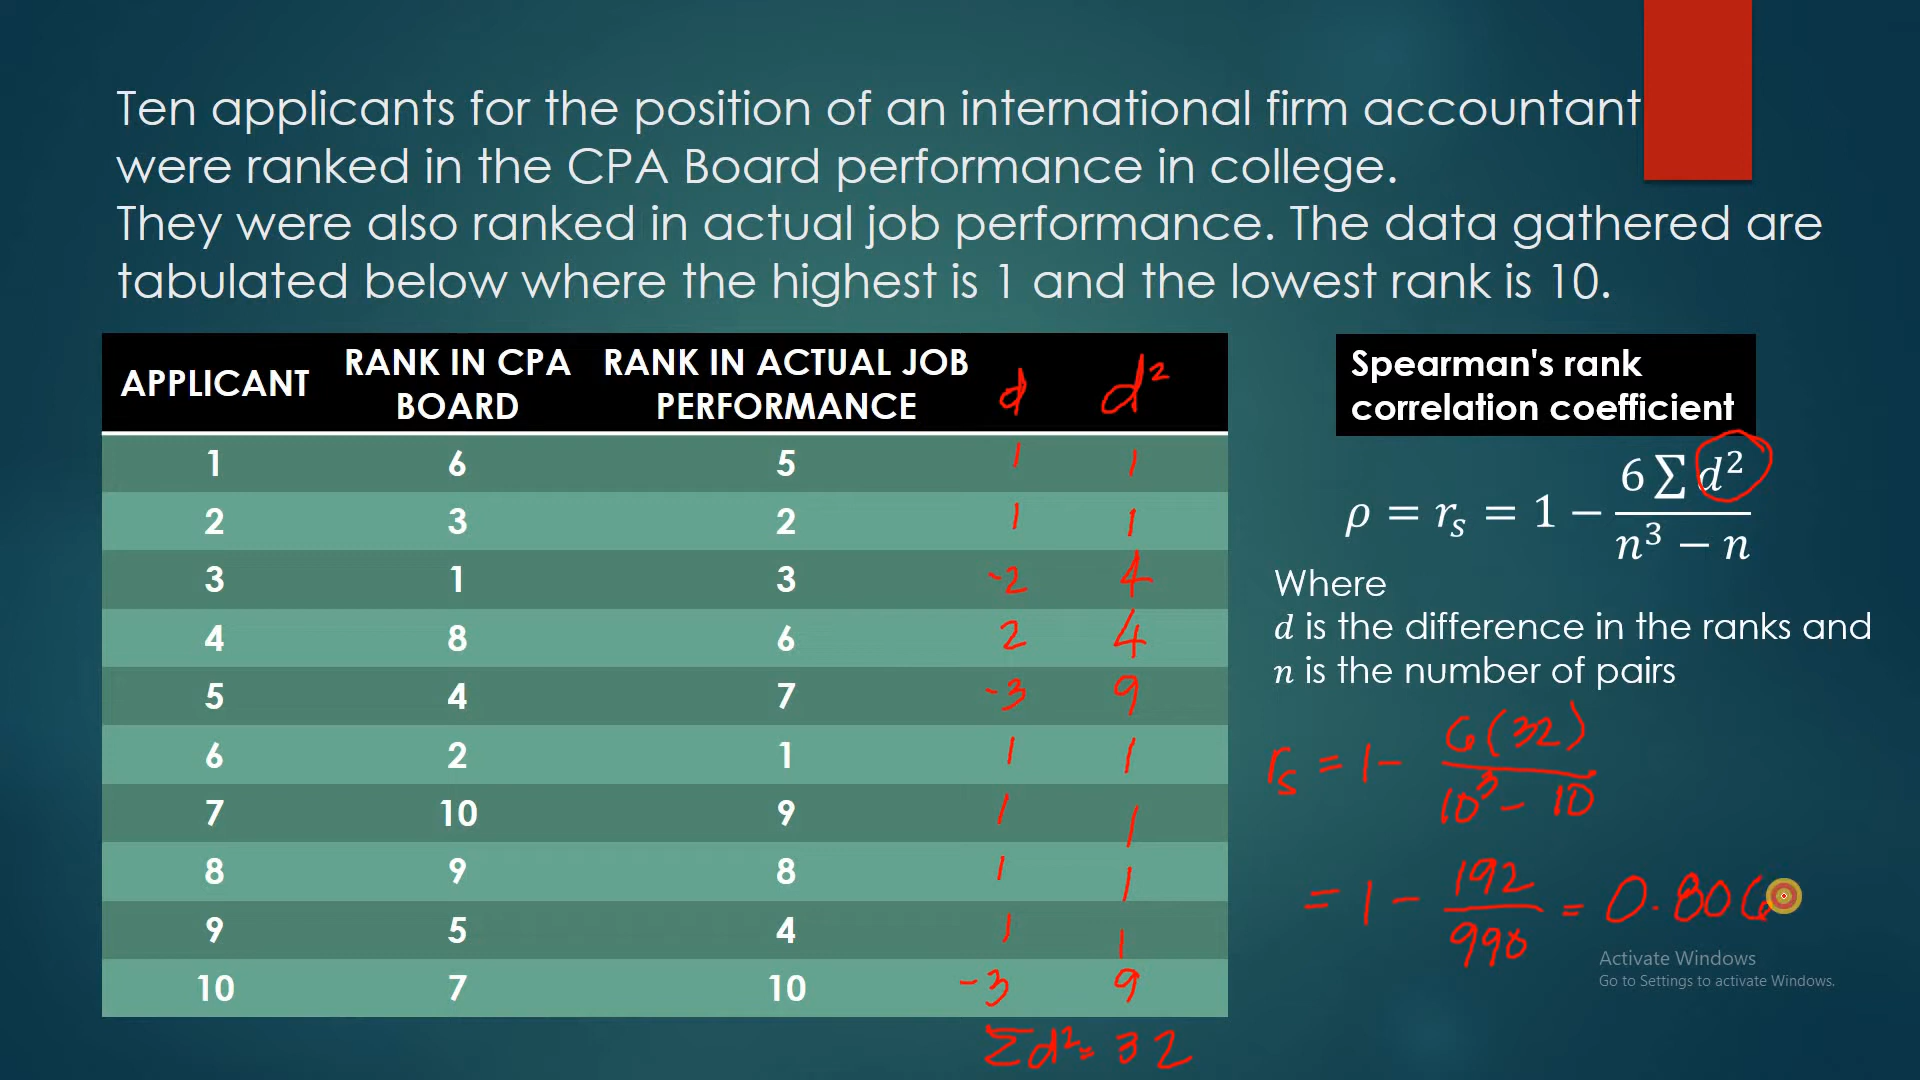 Ten applicants for the position of an international firm accountant
were ranked in the CPA Board performance in college.
They were also ranked in actual job performance. The data gathered are
tabulated below where the highest is 1 and the lowest rank is 10.
APPLICANT RANK IN CPA BOARD RANK IN ACTUAL JOB PERFORMANCE d d²
1 6 5 1 1
2 3 2 1 1
3 1 3 -2 4
4 8 6 2 4
5 4 7 -3 9
6 2 1 1 1
7 10 9 1 1
8 9 8 1 1
9 5 4 1 1
10 7 10 -3 9
Σd² = 32
Spearman's rank
correlation coefficient
ρ = r_s = 1 − (6 ∑ d²)/(n³ − n)
Where
d is the difference in the ranks and
n is the number of pairs
r_s = 1 - 6(32)/(10³ - 10)
= 1 - 192/990 = 0.806
Activate Windows
Go to Settings to activate Windows.